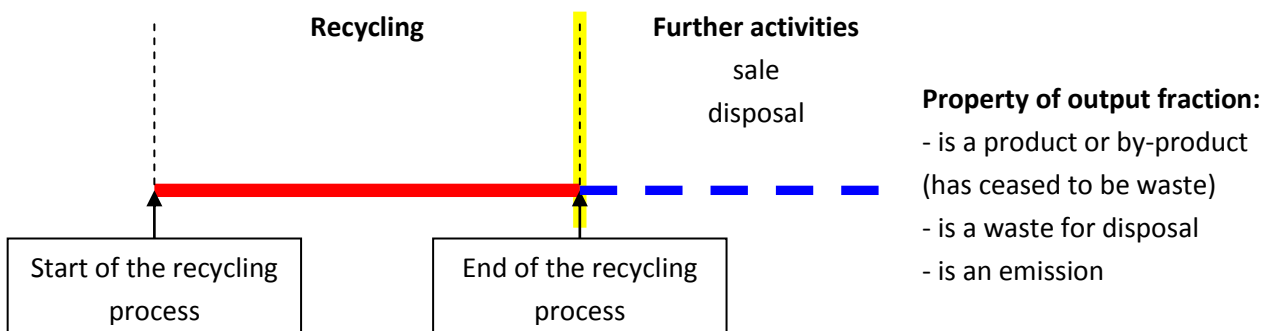 Recycling
Further activities
sale
disposal
Property of output fraction:
- is a product or by-product
(has ceased to be waste)
- is a waste for disposal
- is an emission
Start of the recycling
process
End of the recycling
process